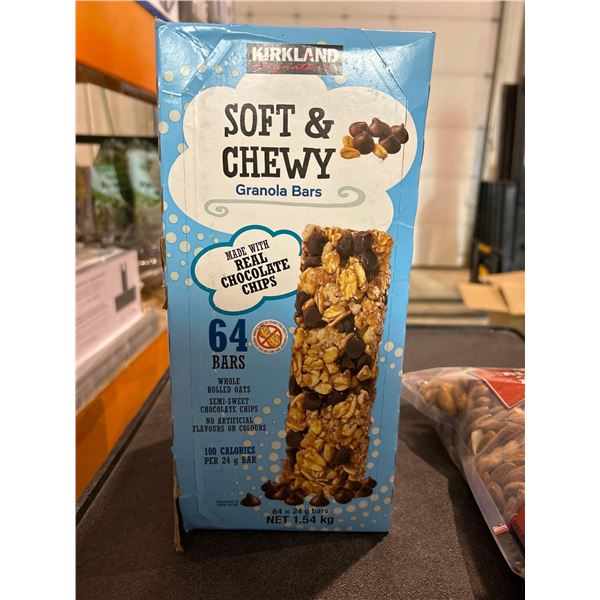 KIRKLAND
Signature
SOFT &
CHEWY
Granola Bars
MADE WITH
REAL
CHOCOLATE
CHIPS
64
BARS
WHOLE
ROLLED OATS
SEMI-SWEET
CHOCOLATE CHIPS
NO ARTIFICIAL
FLAVOURS OR COLOURS
100 CALORIES
PER 24 g BAR
64 × 24 g bars
NET 1.54 kg